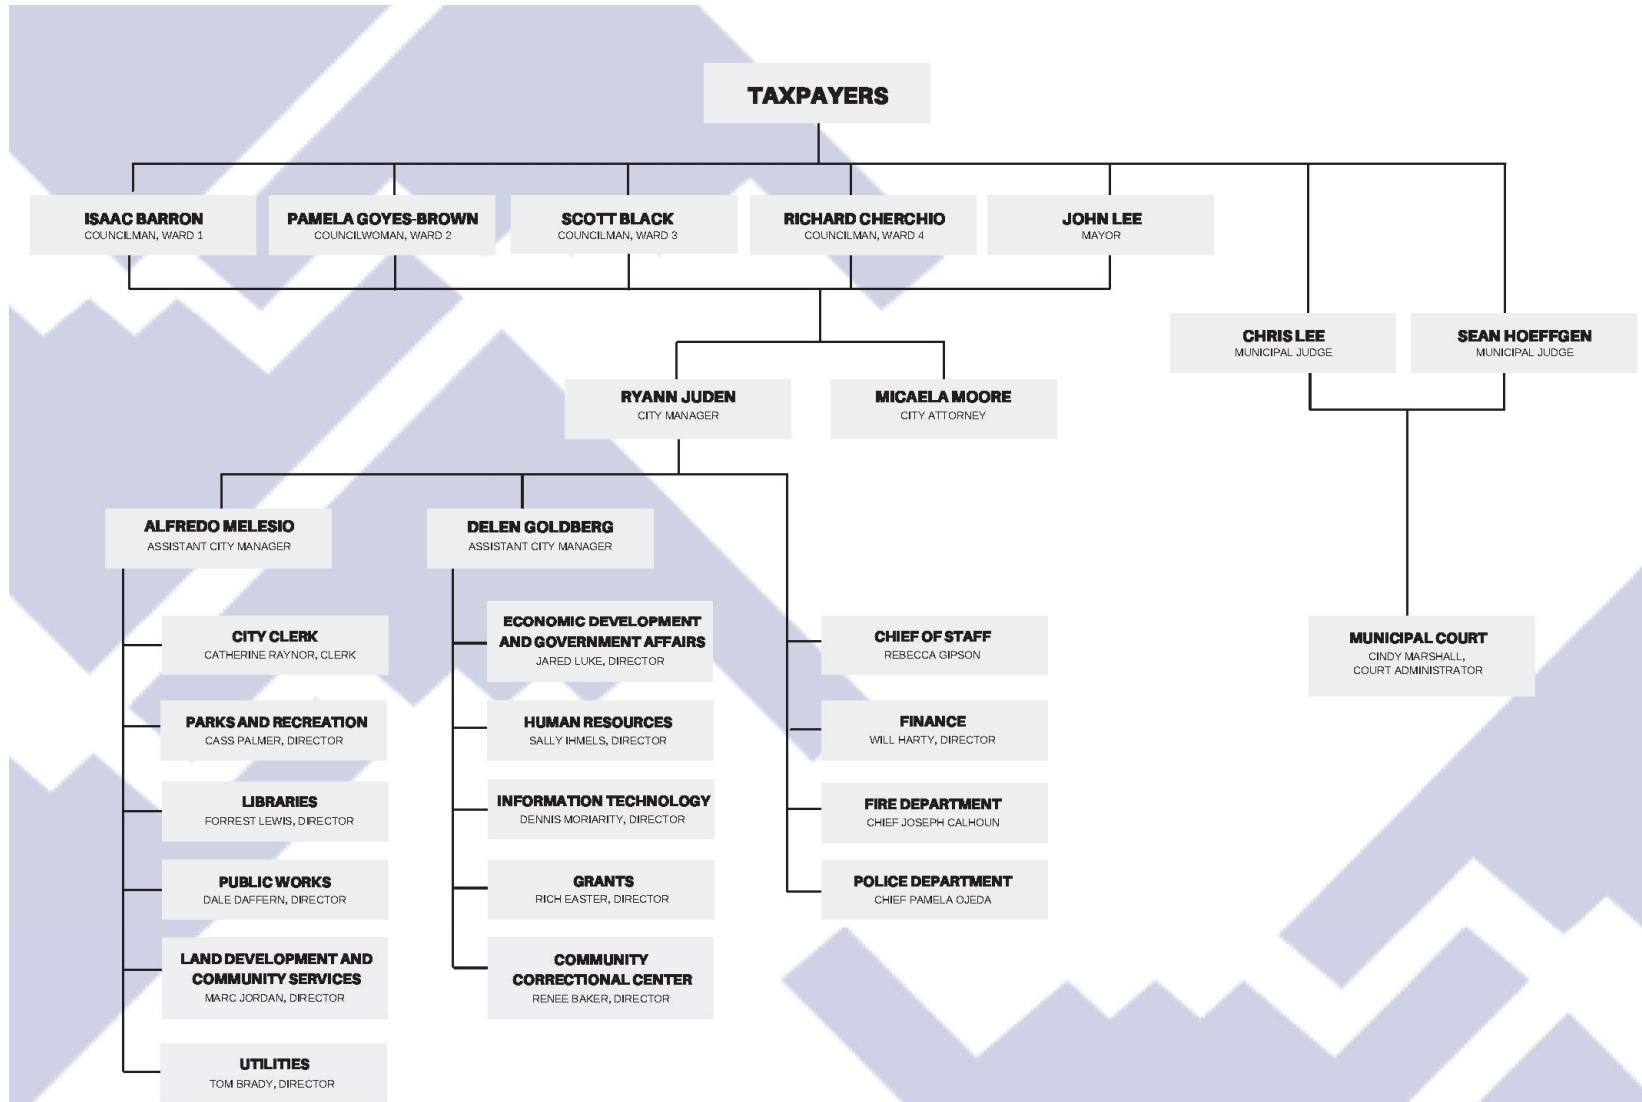 TAXPAYERS
ISAAC BARRON
COUNCILMAN, WARD 1
PAMELA GOYES-BROWN
COUNCILWOMAN, WARD 2
SCOTT BLACK
COUNCILMAN, WARD 3
RICHARD CHERCHIO
COUNCILMAN, WARD 4
JOHN LEE
MAYOR
CHRIS LEE
MUNICIPAL JUDGE
SEAN HOEFFGEN
MUNICIPAL JUDGE
RYANN JUDEN
CITY MANAGER
MICAELA MOORE
CITY ATTORNEY
ALFREDO MELESIO
ASSISTANT CITY MANAGER
DELEN GOLDBERG
ASSISTANT CITY MANAGER
CITY CLERK
CATHERINE RAYNOR, CLERK
PARKS AND RECREATION
CASS PALMER, DIRECTOR
LIBRARIES
FORREST LEWIS, DIRECTOR
PUBLIC WORKS
DALE DAFFERN, DIRECTOR
LAND DEVELOPMENT AND
COMMUNITY SERVICES
MARC JORDAN, DIRECTOR
UTILITIES
TOM BRADY, DIRECTOR
ECONOMIC DEVELOPMENT
AND GOVERNMENT AFFAIRS
JARED LUKE, DIRECTOR
HUMAN RESOURCES
SALLY IHMELS, DIRECTOR
INFORMATION TECHNOLOGY
DENNIS MORIARITY, DIRECTOR
GRANTS
RICH EASTER, DIRECTOR
COMMUNITY
CORRECTIONAL CENTER
RENEE BAKER, DIRECTOR
CHIEF OF STAFF
REBECCA GIPSON
FINANCE
WILL HARTY, DIRECTOR
FIRE DEPARTMENT
CHIEF JOSEPH CALHOUN
POLICE DEPARTMENT
CHIEF PAMELA OJEDA
MUNICIPAL COURT
CINDY MARSHALL,
COURT ADMINISTRATOR